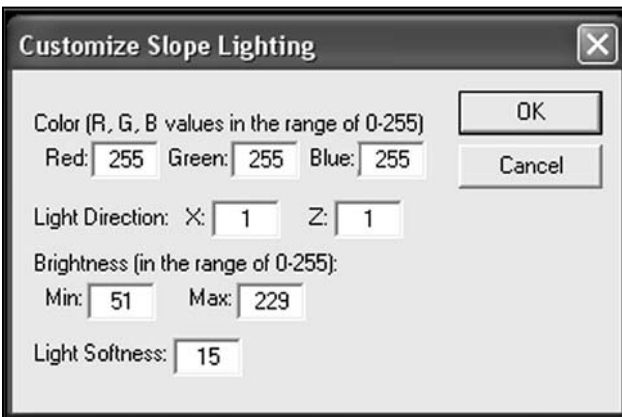 Customize Slope Lighting
Color (R, G, B values in the range of 0-255)
Red: 255 Green: 255 Blue: 255
OK
Cancel
Light Direction: X: 1 Z: 1
Brightness (in the range of 0-255):
Min: 51 Max: 229
Light Softness: 15